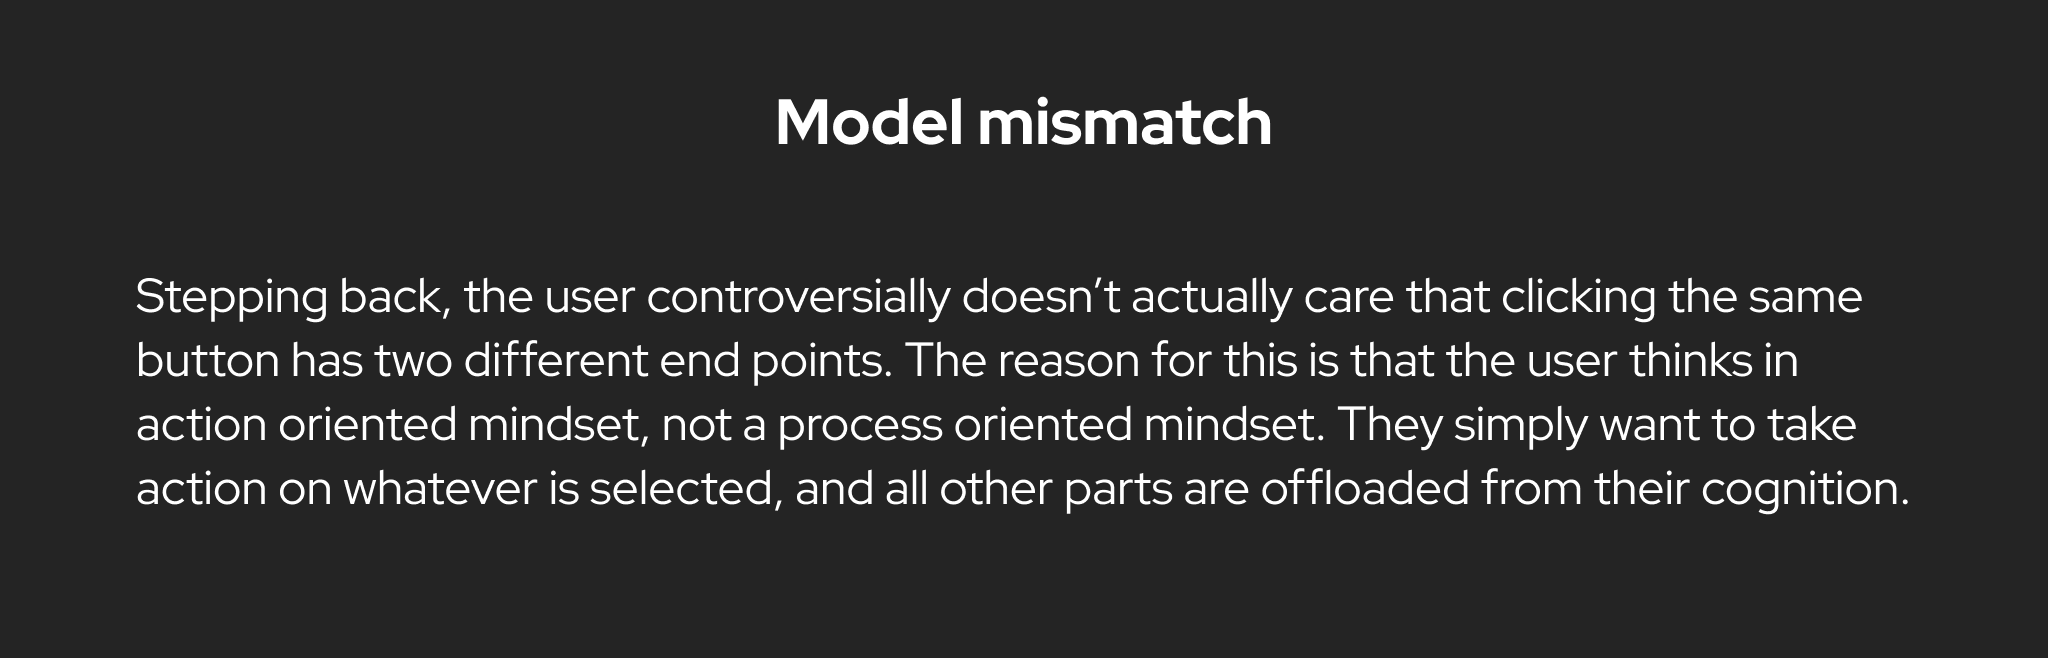 Model mismatch
Stepping back, the user controversially doesn’t actually care that clicking the same
button has two different end points. The reason for this is that the user thinks in
action oriented mindset, not a process oriented mindset. They simply want to take
action on whatever is selected, and all other parts are offloaded from their cognition.